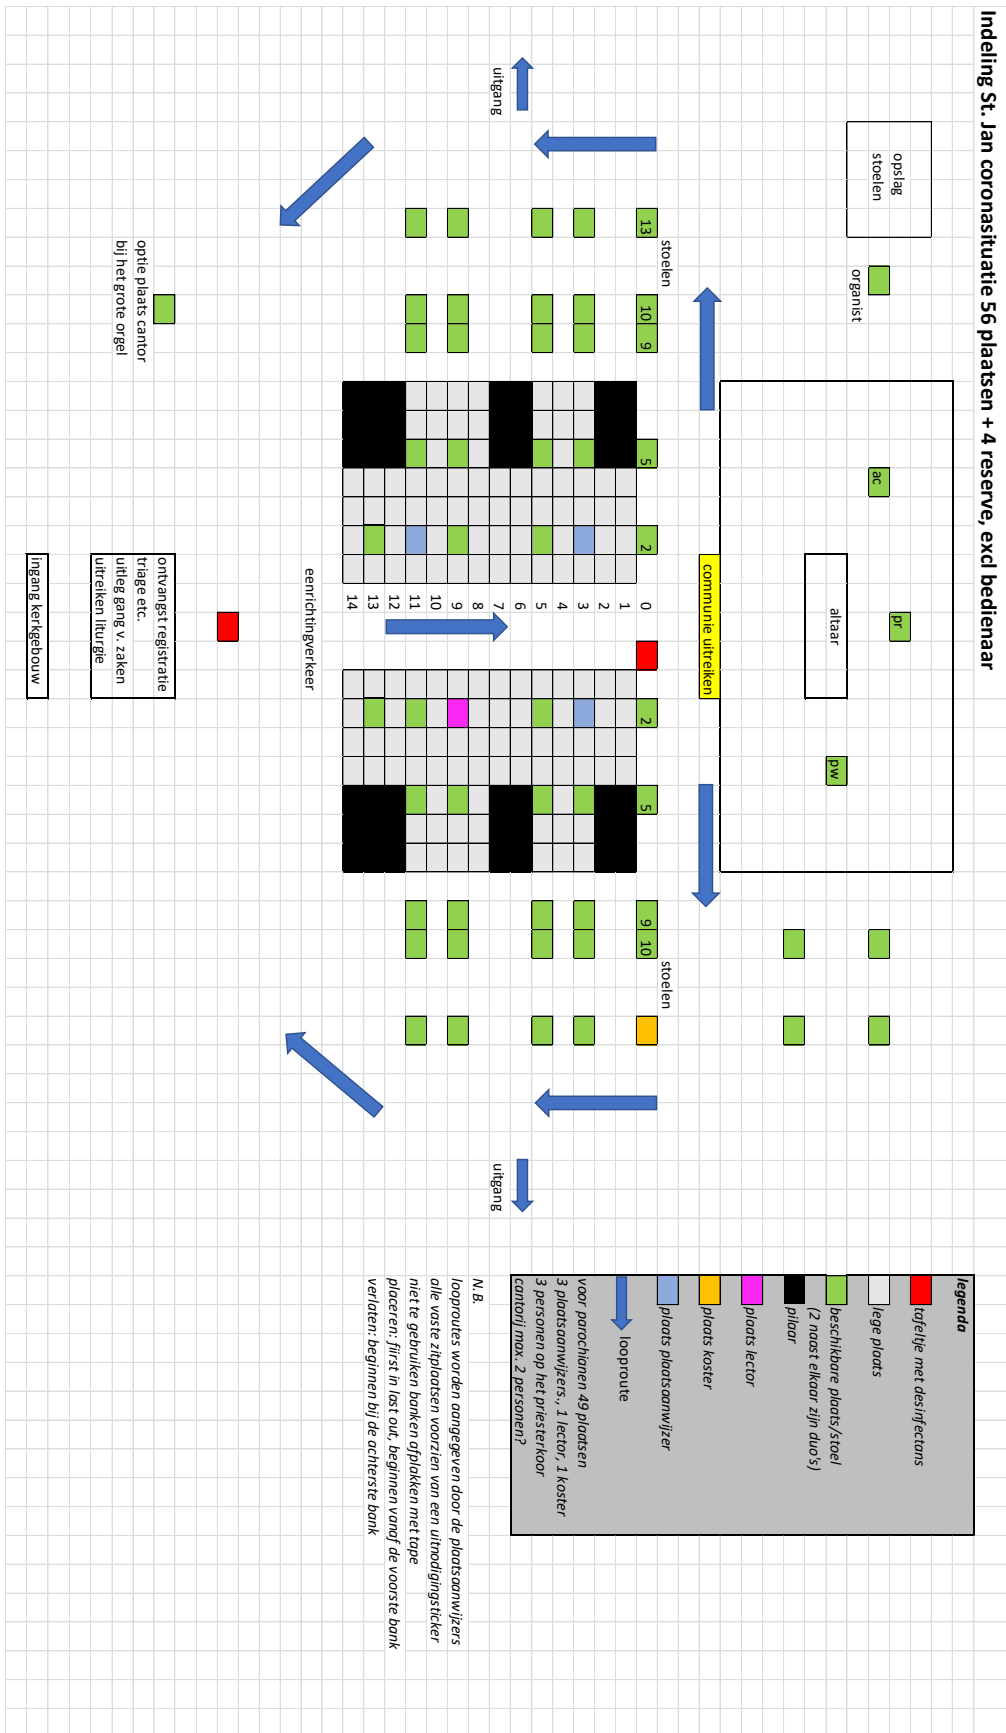 Indeling St. Jan coronasituatie 56 plaatsen + 4 reserve, excl bedienaar
opslag
stoelen
organist
ac
pr
pw
altaar
communie uitreiken
stoelen
stoelen
13
10
9
5
2
2
5
9
10
0
1
2
3
4
5
6
7
8
9
10
11
12
13
14
uitgang
uitgang
eenrichtingverkeer
optie plaats cantor
bij het grote orgel
ontvangst registratie
triage etc.
uitleg gang v. zaken
uitreiken liturgie
ingang kerkgebouw
legenda
tafeltje met desinfectans
lege plaats
beschikbare plaats/stoel
(2 naast elkaar zijn duo's)
pilaar
plaats lector
plaats koster
plaats plaatsaanwijzer
looproute
voor parochianen 49 plaatsen
3 plaatsaanwijzers., 1 lector, 1 koster
3 personen op het priesterkoor
cantorij max. 2 personen?
N.B.
looproutes worden aangegeven door de plaatsaanwijzers
alle vaste zitplaatsen voorzien van een uitnodigingsticker
niet te gebruiken banken afplakken met tape
placeren: fiirst in last out, beginnen vanaf de voorste bank
verlaten: beginnen bij de achterste bank